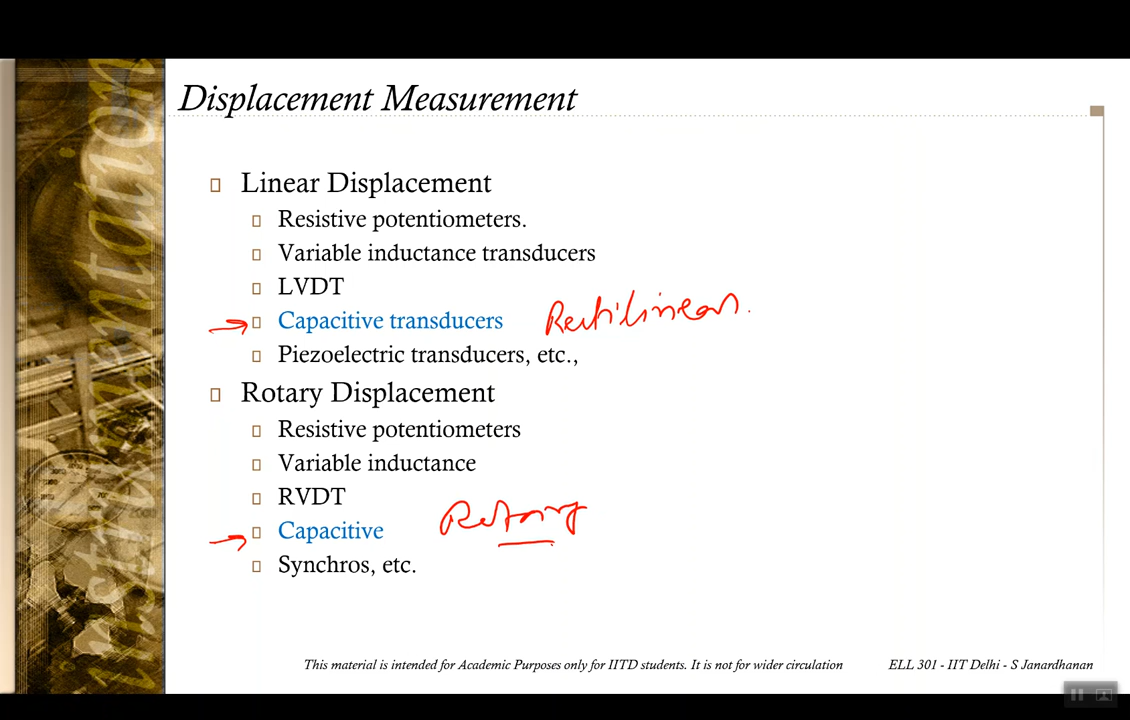 Displacement Measurement
Linear Displacement
Resistive potentiometers.
Variable inductance transducers
LVDT
Capacitive transducers Rectilinear.
Piezoelectric transducers, etc.,
Rotary Displacement
Resistive potentiometers
Variable inductance
RVDT
Capacitive Rotary
Synchros, etc.
This material is intended for Academic Purposes only for IITD students. It is not for wider circulation
ELL 301 - IIT Delhi - S Janardhanan